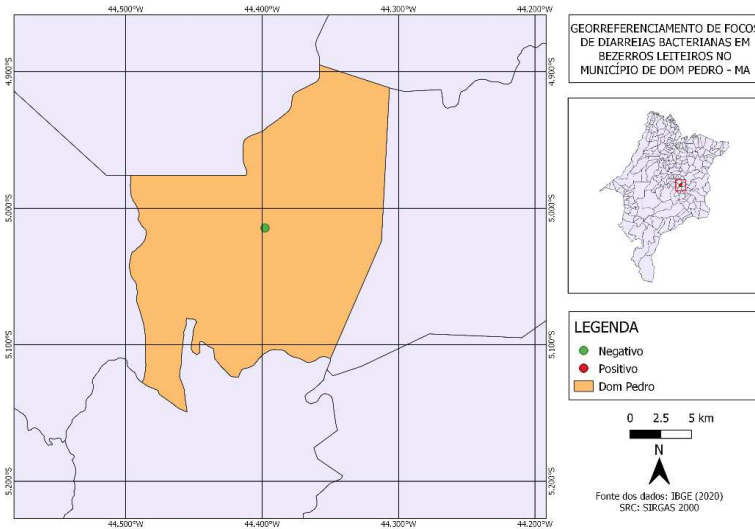 44.500°W
44.400°W
44.300°W
44.200°W
GEORREFERENCIAMENTO DE FOCOS
DE DIARREIAS BACTERIANAS EM
BEZERROS LEITEIROS NO
MUNICÍPIO DE DOM PEDRO - MA
4.900°S
4.900°S
5.000°S
5.000°S
5.100°S
5.100°S
5.200°S
5.200°S
LEGENDA
Negativo
Positivo
Dom Pedro
0 2.5 5 km
N
Fonte dos dados: IBGE (2020)
SRC: SIRGAS 2000
44.500°W
44.400°W
44.300°W
44.200°W